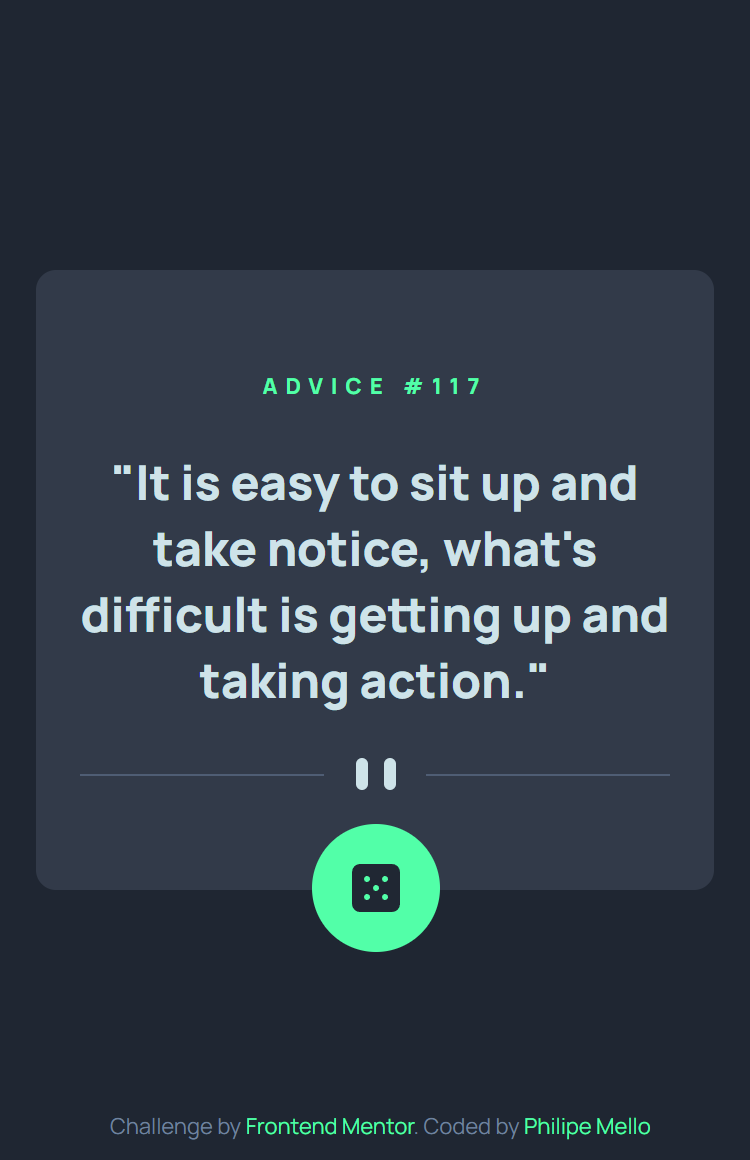 ADVICE #117
"It is easy to sit up and
take notice, what's
difficult is getting up and
taking action."
Challenge by Frontend Mentor. Coded by Philipe Mello